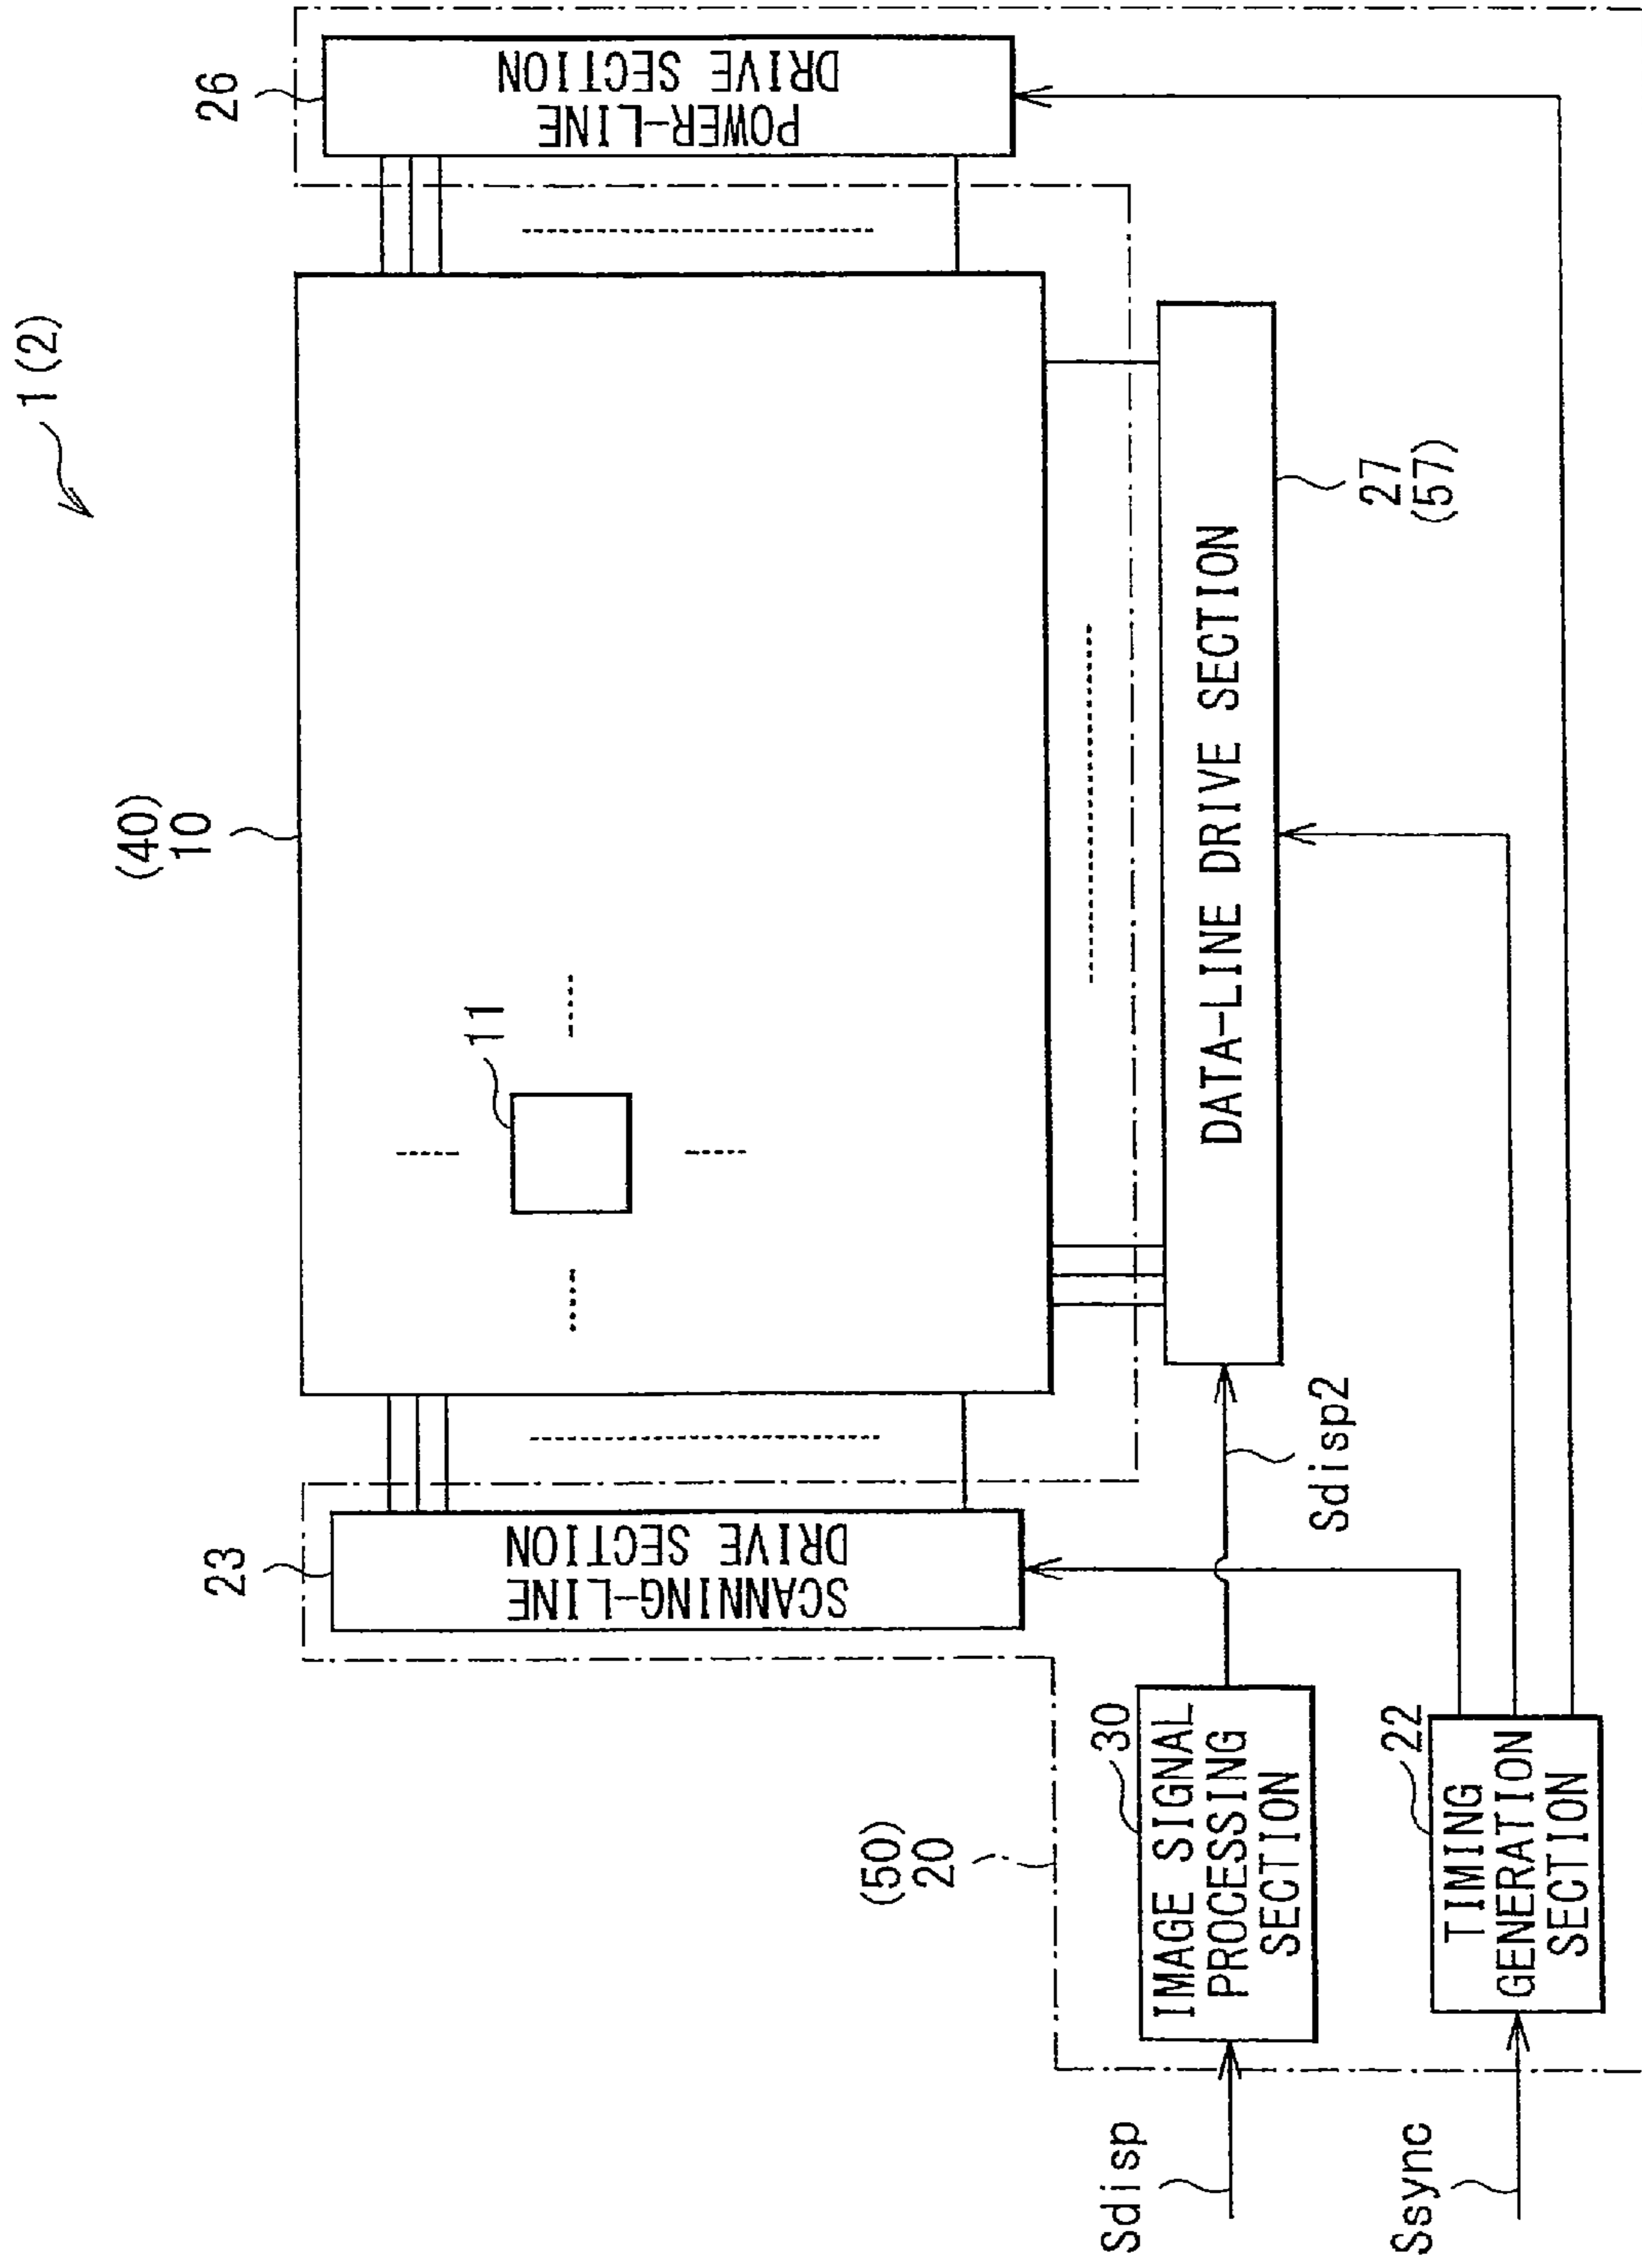 1(2)
(40)
10
11
23
SCANNING-LINE
DRIVE SECTION
26
POWER-LINE
DRIVE SECTION
DATA-LINE DRIVE SECTION
27
(57)
(50)
20
30
IMAGE SIGNAL
PROCESSING
SECTION
Sdisp
Sdisp2
22
TIMING
GENERATION
SECTION
Ssync